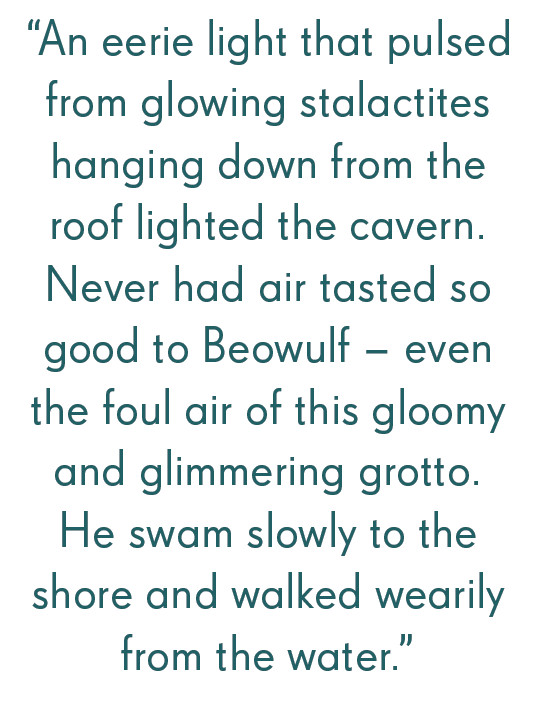 “An eerie light that pulsed
from glowing stalactites
hanging down from the
roof lighted the cavern.
Never had air tasted so
good to Beowulf – even
the foul air of this gloomy
and glimmering grotto.
He swam slowly to the
shore and walked wearily
from the water.”